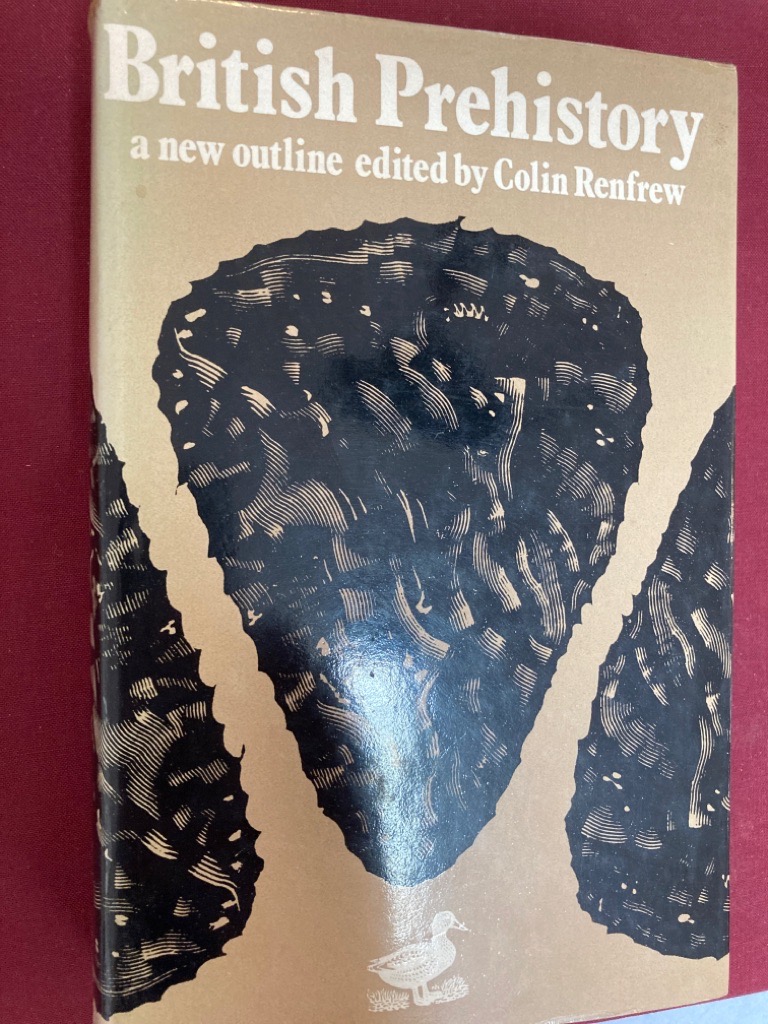 British Prehistory
a new outline edited by Colin Renfrew